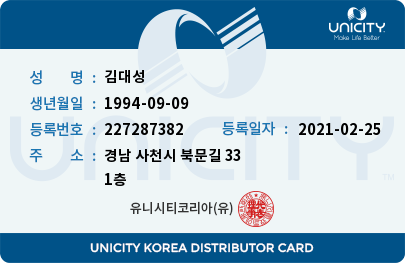 UNICITY
Make Life Better
성 명 : 김대성
생년월일 : 1994-09-09
등록번호 : 227287382 등록일자 : 2021-02-25
주 소 : 경남 사천시 북문길 33
1층
UNICITY
TM
유니시티코리아(유)
UNICITY KOREA DISTRIBUTOR CARD